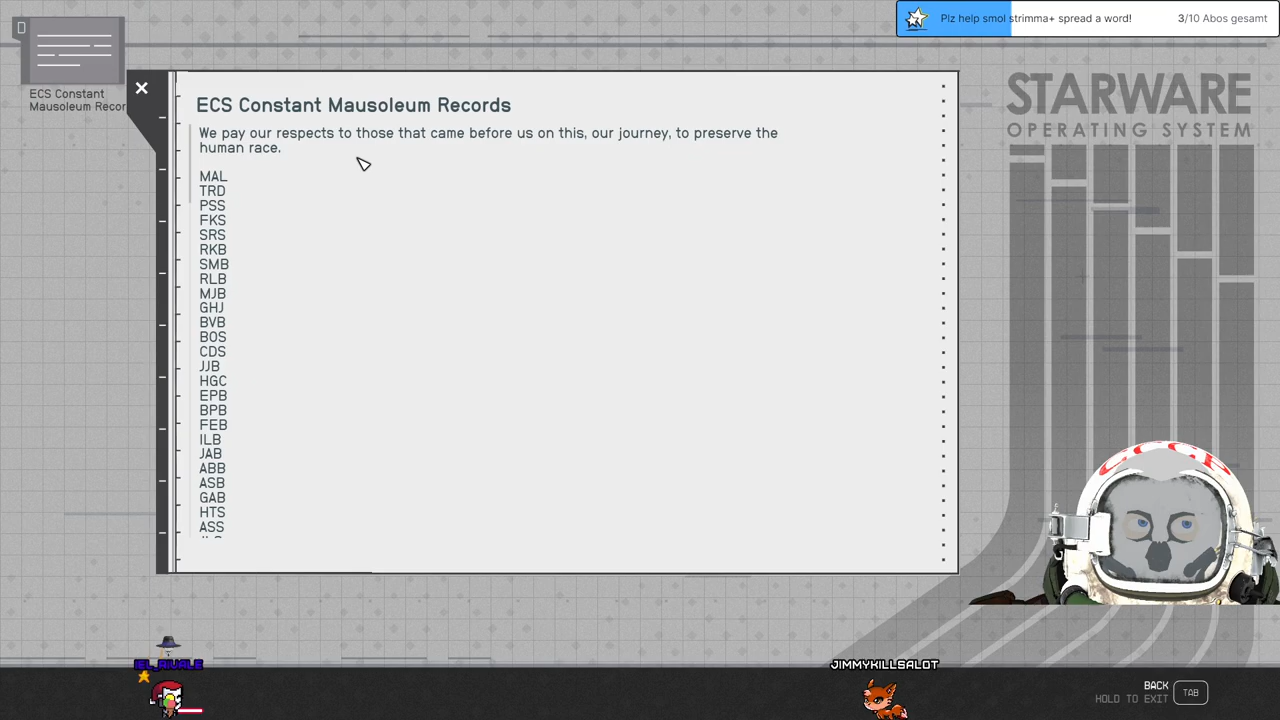 Plz help smol strimma+ spread a word!
3/10 Abos gesamt
D
ECS Constant
Mausoleum Recor
ECS Constant Mausoleum Records
We pay our respects to those that came before us on this, our journey, to preserve the
human race.
MAL
TRD
PSS
FKS
SRS
RKB
SMB
RLB
MJB
GHJ
BVB
BOS
CDS
JJB
HGC
EPB
BPB
FEB
ILB
JAB
ABB
ASB
GAB
HTS
ASS
STARWARE
OPERATING SYSTEM
CCCP
IEL_RIVALE
JIMMYKILLSALOT
BACK
HOLD TO EXIT
TAB